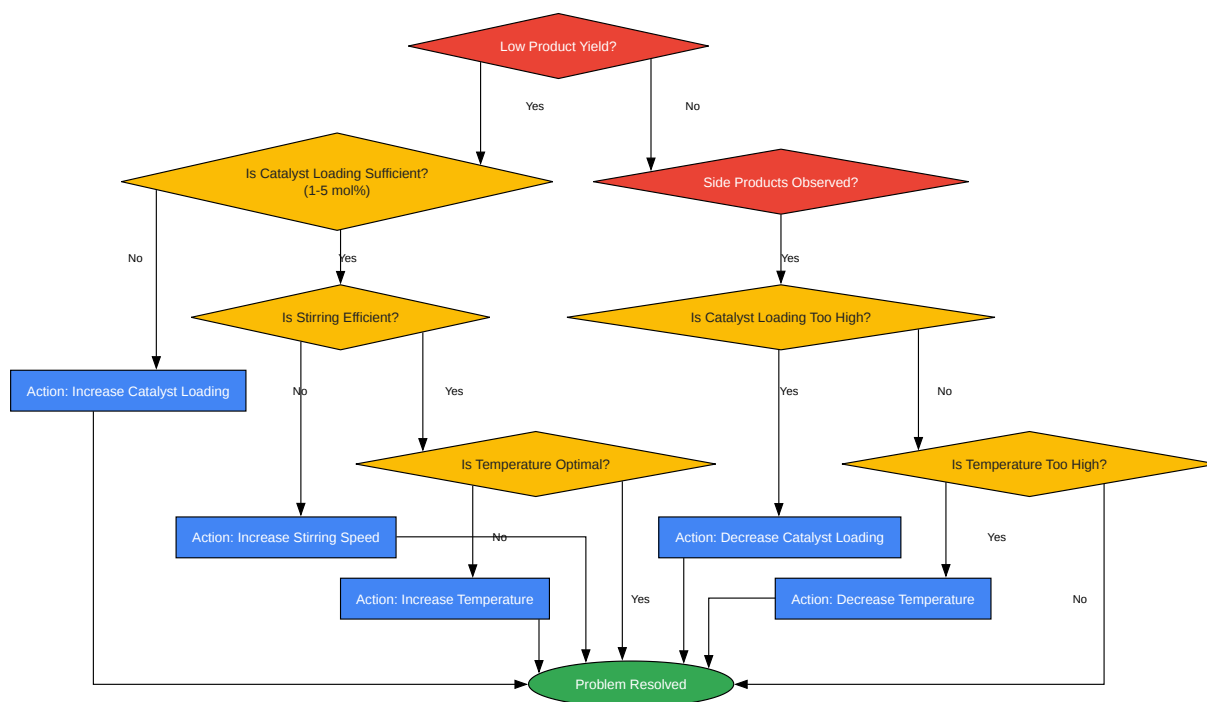 Low Product Yield?
Yes
No
Is Catalyst Loading Sufficient?
(1-5 mol%)
Side Products Observed?
No
Yes
Yes
Is Stirring Efficient?
Is Catalyst Loading Too High?
Action: Increase Catalyst Loading
No
Yes
Yes
No
Is Temperature Optimal?
Is Temperature Too High?
Action: Increase Stirring Speed
No
Action: Decrease Catalyst Loading
Yes
Action: Increase Temperature
Yes
Action: Decrease Temperature
No
Problem Resolved